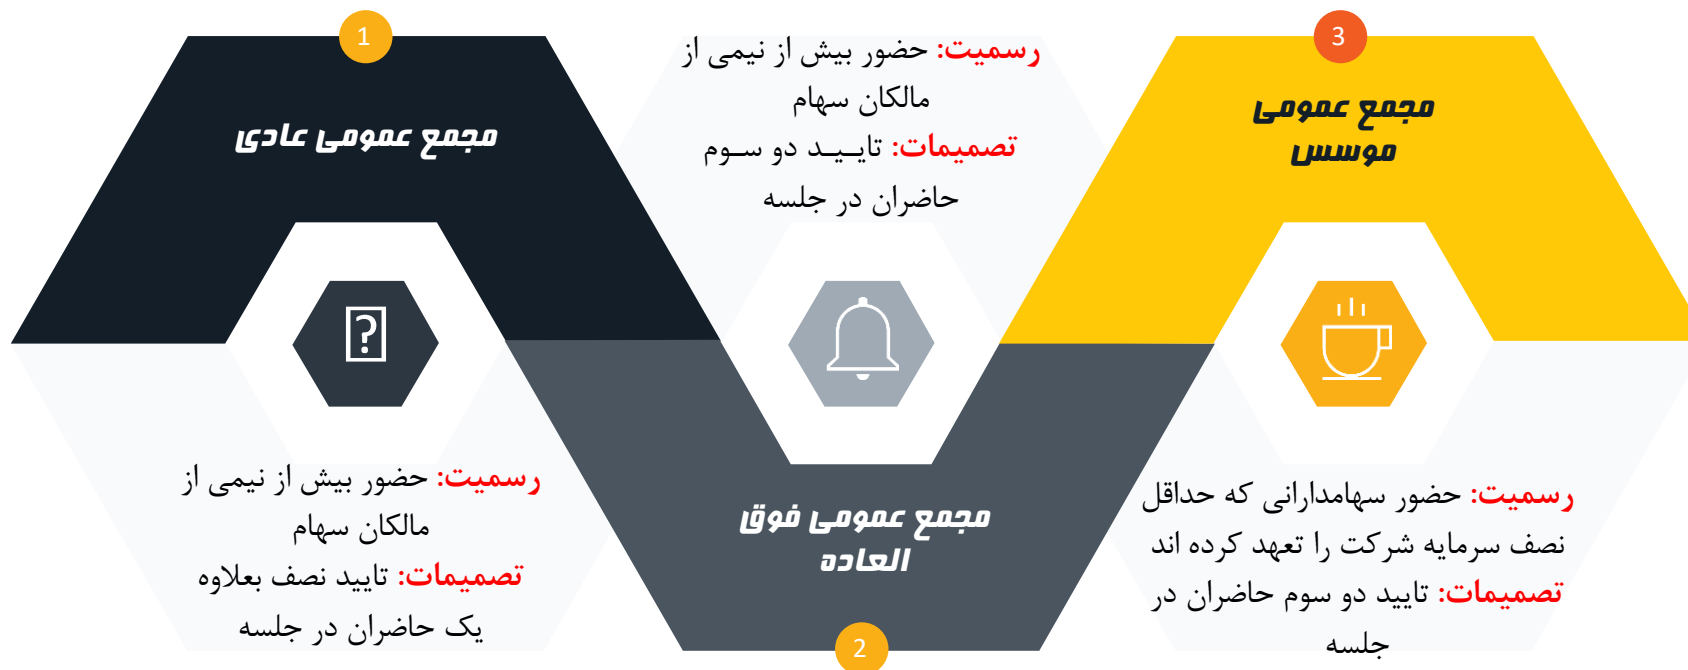 1
مجمع عمومی عادی
رسمیت: حضور بیش از نیمی از
مالکان سهام
تصمیمات: تایید نصف بعلاوه
یک حاضران در جلسه
رسمیت: حضور بیش از نیمی از
مالکان سهام
تصمیمات: تایـیـد دو سـوم
حاضران در جلسه
مجمع عمومی فوق
العاده
2
3
مجمع عمومی
موسس
رسمیت: حضور سهامدارانی که حداقل
نصف سرمایه شرکت را تعهد کرده اند
تصمیمات: تایید دو سوم حاضران در
جلسه